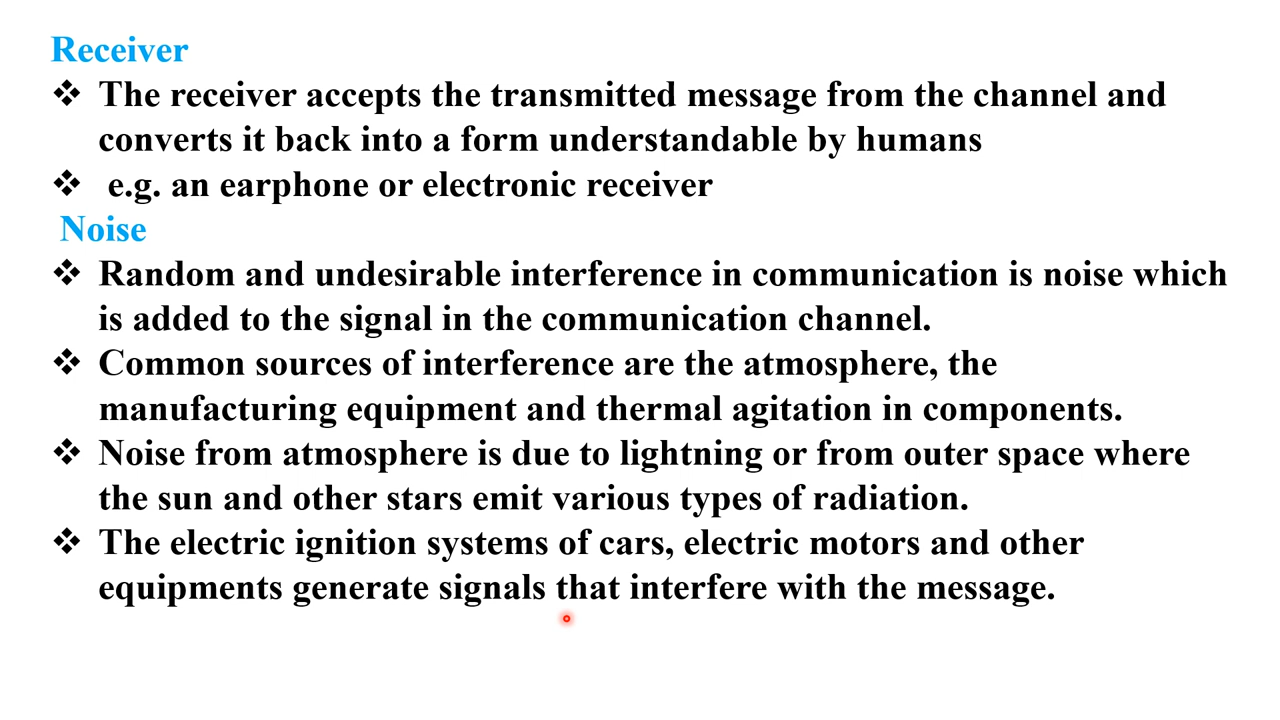 Receiver
❖ The receiver accepts the transmitted message from the channel and
converts it back into a form understandable by humans
❖ e.g. an earphone or electronic receiver
Noise
❖ Random and undesirable interference in communication is noise which
is added to the signal in the communication channel.
❖ Common sources of interference are the atmosphere, the
manufacturing equipment and thermal agitation in components.
❖ Noise from atmosphere is due to lightning or from outer space where
the sun and other stars emit various types of radiation.
❖ The electric ignition systems of cars, electric motors and other
equipments generate signals that interfere with the message.